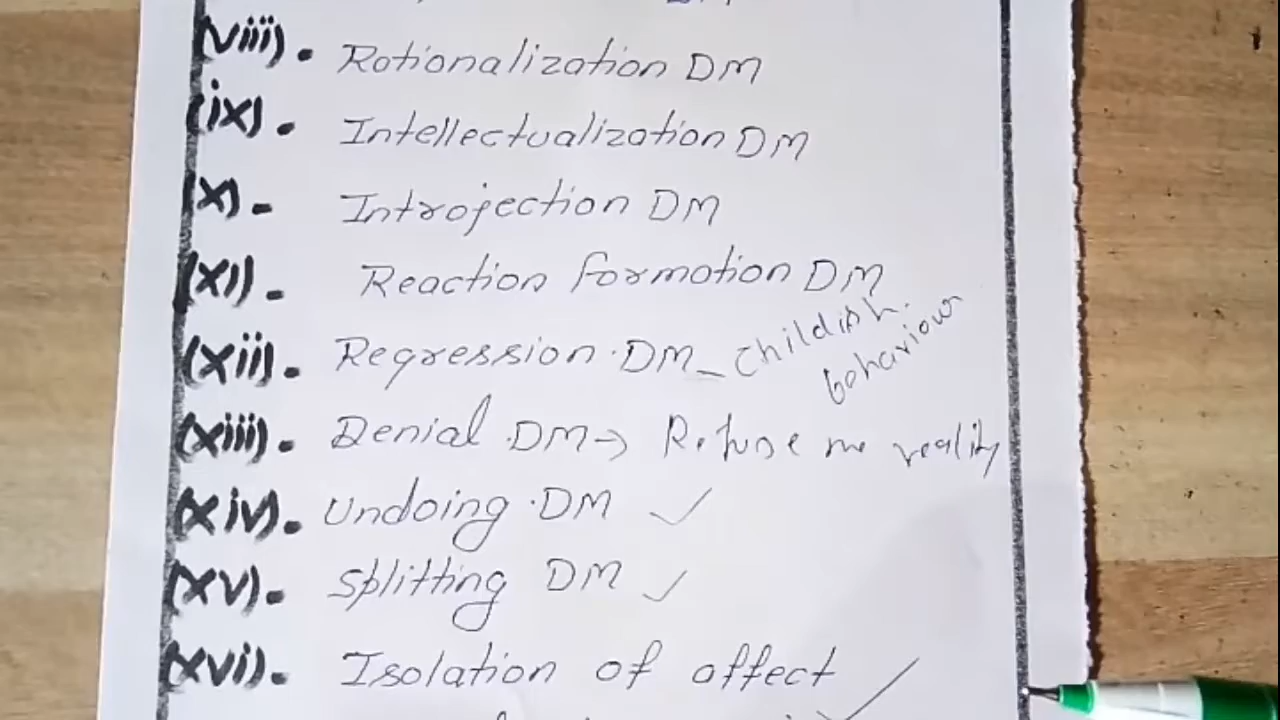 (viii). Rotionalization DM
(ix). Intellectualization DM
(x). Introjection DM
(xi). Reaction formation DM
(xii). Regression DM - childish behaviour
(xiii). Denial DM → Refuse reality
(xiv). Undoing DM ✓
(xv). Splitting DM ✓
(xvi). Isolation of affect ✓